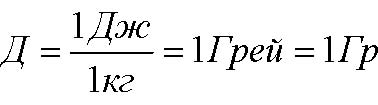 Д = 1Дж/1кг = 1Грей = 1Гр